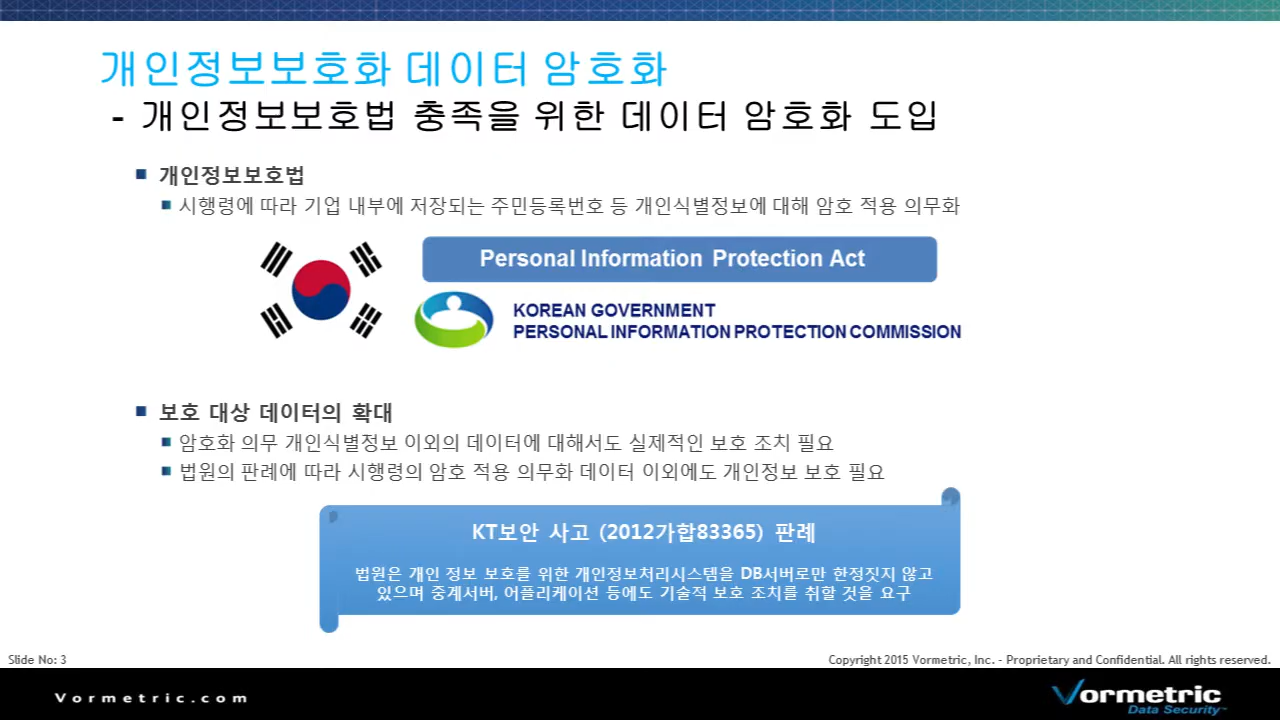 개인정보보호화 데이터 암호화
- 개인정보보호법 충족을 위한 데이터 암호화 도입
개인정보보호법
시행령에 따라 기업 내부에 저장되는 주민등록번호 등 개인식별정보에 대해 암호 적용 의무화
Personal Information Protection Act
KOREAN GOVERNMENT
PERSONAL INFORMATION PROTECTION COMMISSION
보호 대상 데이터의 확대
암호화 의무 개인식별정보 이외의 데이터에 대해서도 실제적인 보호 조치 필요
법원의 판례에 따라 시행령의 암호 적용 의무화 데이터 이외에도 개인정보 보호 필요
KT보안 사고 (2012가합83365) 판례
법원은 개인 정보 보호를 위한 개인정보처리시스템을 DB서버로만 한정짓지 않고
있으며 중계서버, 어플리케이션 등에도 기술적 보호 조치를 취할 것을 요구
Slide No: 3
Copyright 2015 Vormetric, Inc. - Proprietary and Confidential. All rights reserved.
Vormetric.com
Vormetric
Data Security™